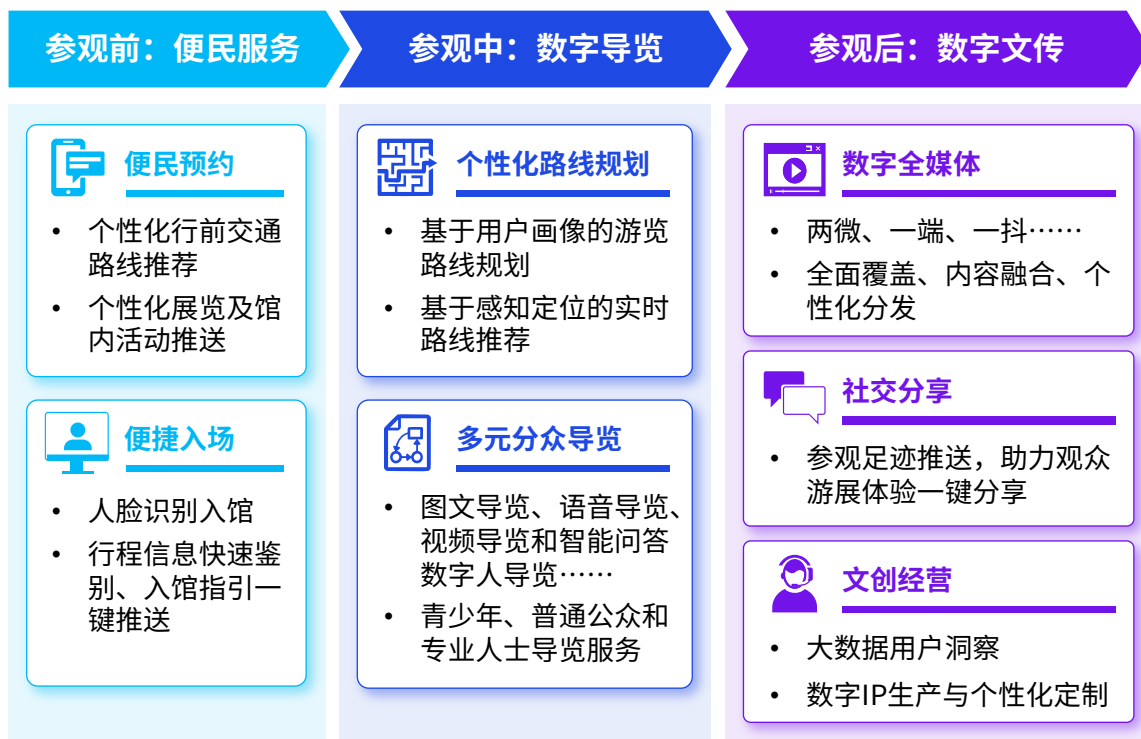 参观前：便民服务
参观中：数字导览
参观后：数字文传
便民预约
• 个性化行前交通
路线推荐
• 个性化展览及馆
内活动推送
便捷入场
• 人脸识别入馆
• 行程信息快速鉴
别、入馆指引一
键推送
个性化路线规划
• 基于用户画像的游览
路线规划
• 基于感知定位的实时
路线推荐
多元分众导览
• 图文导览、语音导览、
视频导览和智能问答
数字人导览……
• 青少年、普通公众和
专业人士导览服务
数字全媒体
• 两微、一端、一抖……
• 全面覆盖、内容融合、个
性化分发
社交分享
• 参观足迹推送，助力观众
游展体验一键分享
文创经营
• 大数据用户洞察
• 数字IP生产与个性化定制